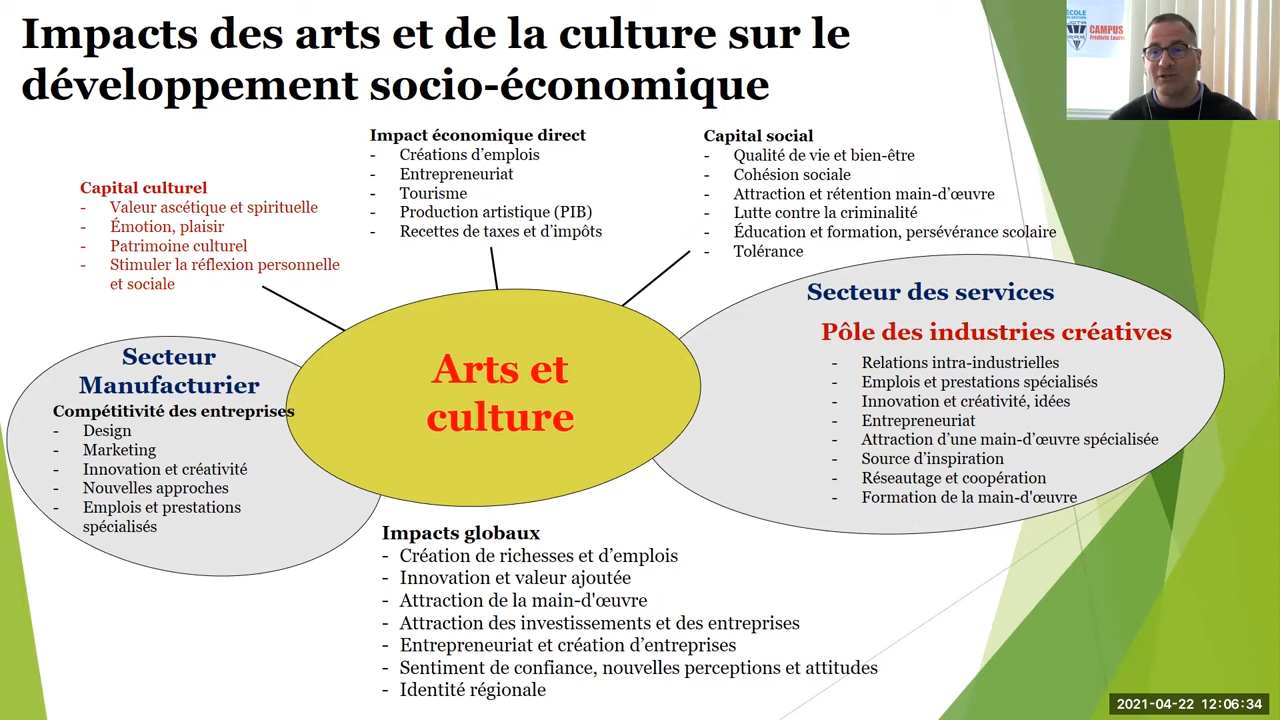 Impacts des arts et de la culture sur le
développement socio-économique
ÉCOLE
CAMPUS
Impact économique direct
- Créations d'emplois
- Entrepreneuriat
- Tourisme
- Production artistique (PIB)
- Recettes de taxes et d'impôts
Capital social
- Qualité de vie et bien-être
- Cohésion sociale
- Attraction et rétention main-d'œuvre
- Lutte contre la criminalité
- Éducation et formation, persévérance scolaire
- Tolérance
Capital culturel
- Valeur ascétique et spirituelle
- Émotion, plaisir
- Patrimoine culturel
- Stimuler la réflexion personnelle
et sociale
Secteur
Manufacturier
Compétitivité des entreprises
- Design
- Marketing
- Innovation et créativité
- Nouvelles approches
- Emplois et prestations
spécialisés
Arts et
culture
Secteur des services
Pôle des industries créatives
- Relations intra-industrielles
- Emplois et prestations spécialisés
- Innovation et créativité, idées
- Entrepreneuriat
- Attraction d'une main-d'œuvre spécialisée
- Source d'inspiration
- Réseautage et coopération
- Formation de la main-d'œuvre
Impacts globaux
- Création de richesses et d'emplois
- Innovation et valeur ajoutée
- Attraction de la main-d'œuvre
- Attraction des investissements et des entreprises
- Entrepreneuriat et création d'entreprises
- Sentiment de confiance, nouvelles perceptions et attitudes
- Identité régionale
2021-04-22 12:06:34